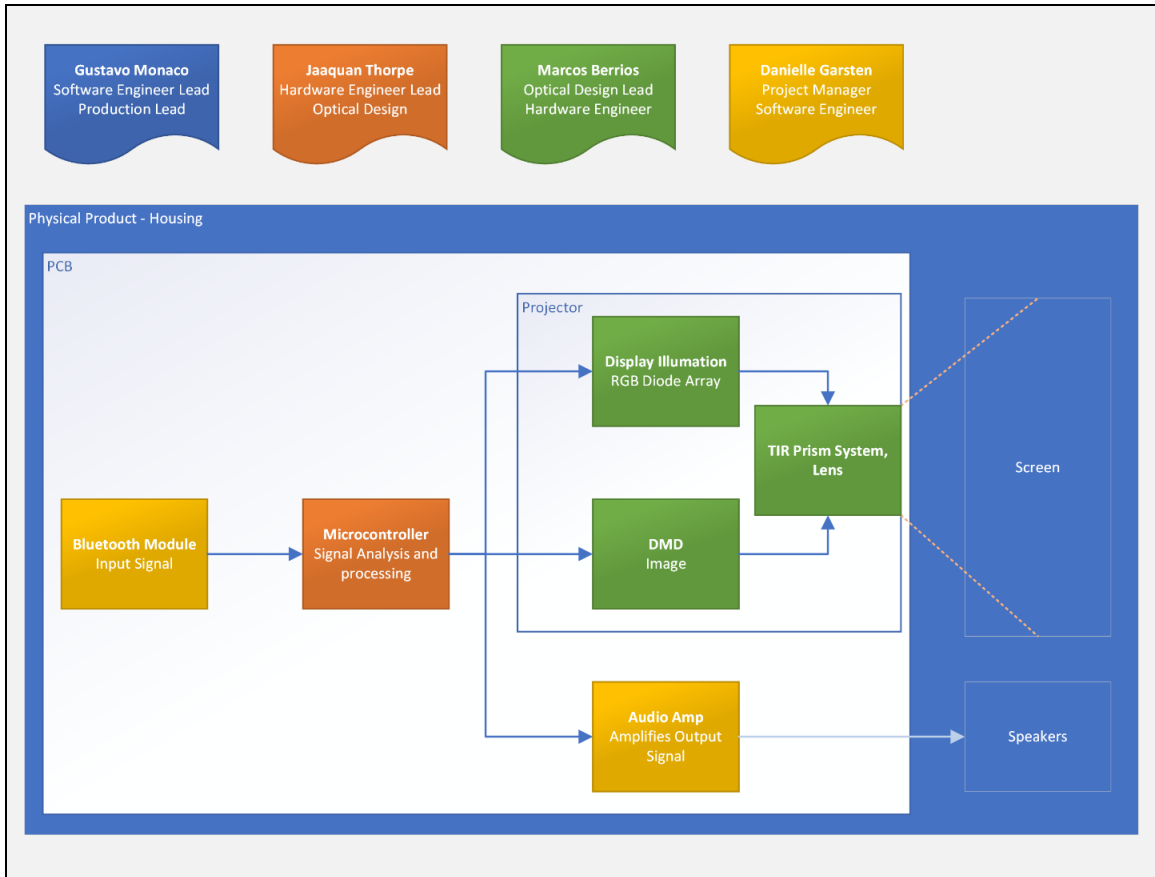 Gustavo Monaco
Software Engineer Lead
Production Lead
Jaaquan Thorpe
Hardware Engineer Lead
Optical Design
Marcos Berrios
Optical Design Lead
Hardware Engineer
Danielle Garsten
Project Manager
Software Engineer
Physical Product - Housing
PCB
Projector
Display Illumation
RGB Diode Array
TIR Prism System,
Lens
Screen
Bluetooth Module
Input Signal
Microcontroller
Signal Analysis and
processing
DMD
Image
Audio Amp
Amplifies Output
Signal
Speakers